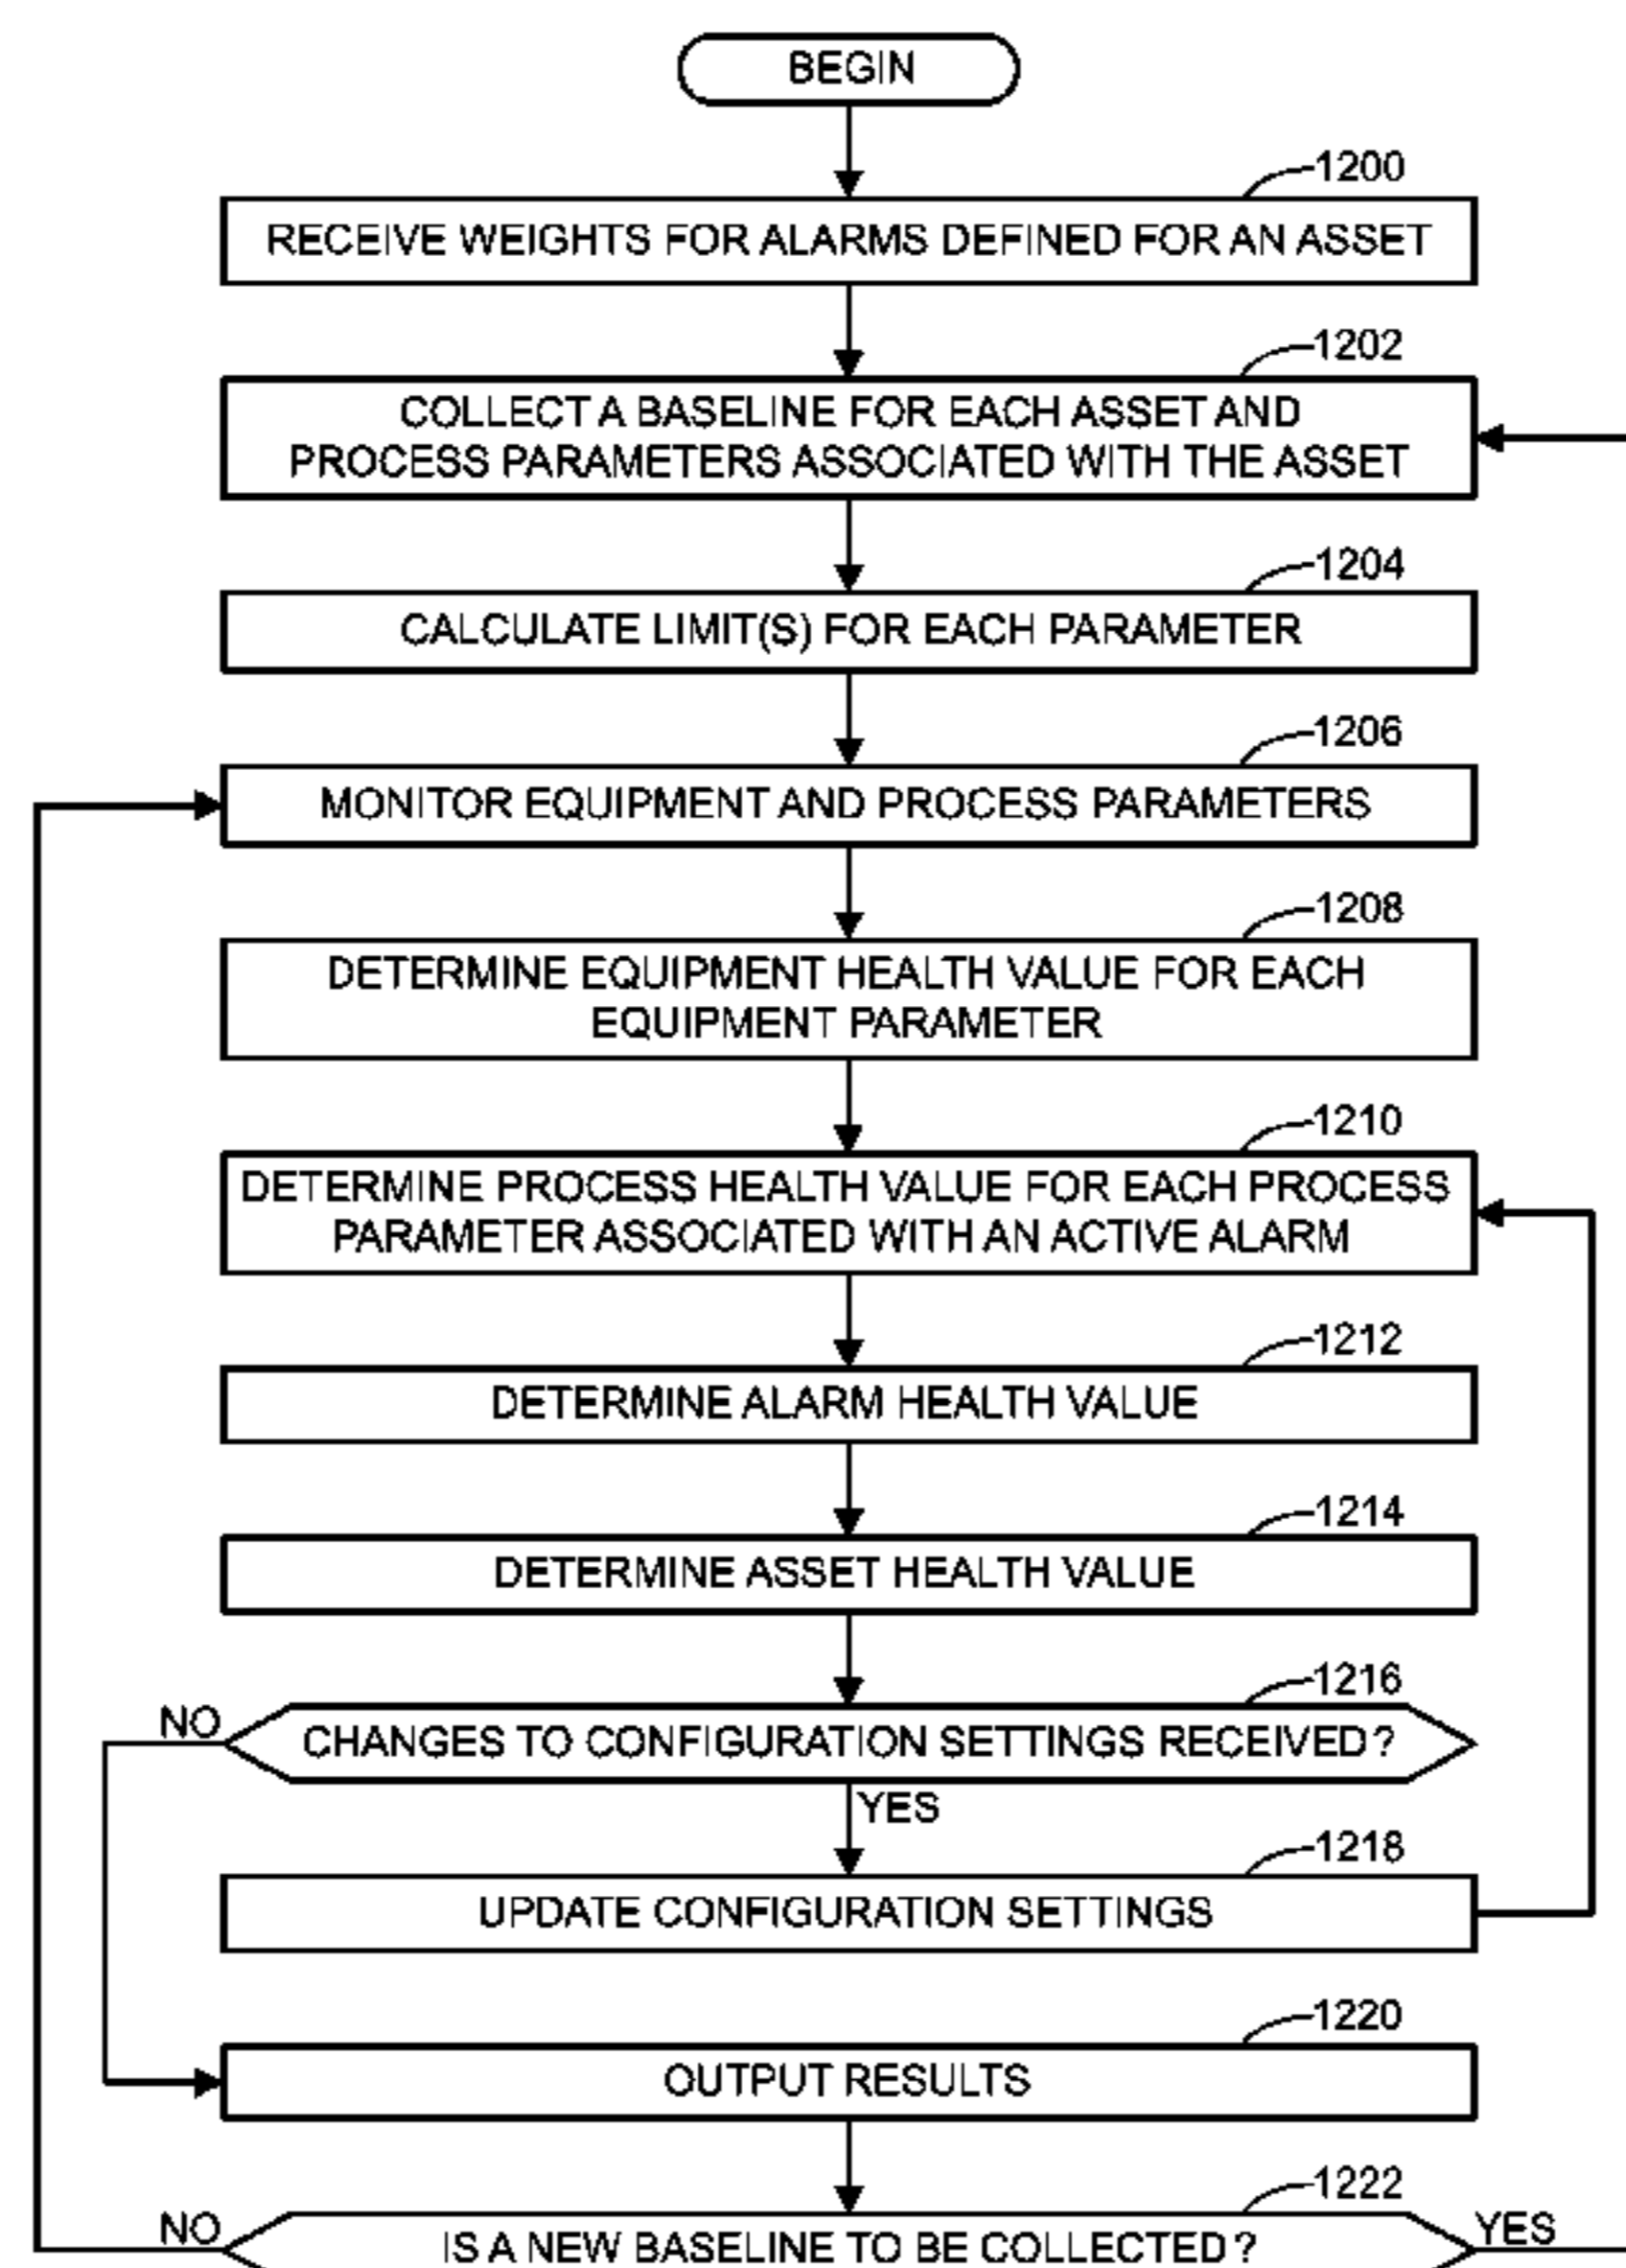 BEGIN
1200
RECEIVE WEIGHTS FOR ALARMS DEFINED FOR AN ASSET
1202
COLLECT A BASELINE FOR EACH ASSET AND
PROCESS PARAMETERS ASSOCIATED WITH THE ASSET
1204
CALCULATE LIMIT(S) FOR EACH PARAMETER
1206
MONITOR EQUIPMENT AND PROCESS PARAMETERS
1208
DETERMINE EQUIPMENT HEALTH VALUE FOR EACH
EQUIPMENT PARAMETER
1210
DETERMINE PROCESS HEALTH VALUE FOR EACH PROCESS
PARAMETER ASSOCIATED WITH AN ACTIVE ALARM
1212
DETERMINE ALARM HEALTH VALUE
1214
DETERMINE ASSET HEALTH VALUE
1216
NO
CHANGES TO CONFIGURATION SETTINGS RECEIVED?
YES
1218
UPDATE CONFIGURATION SETTINGS
1220
OUTPUT RESULTS
1222
NO
IS A NEW BASELINE TO BE COLLECTED?
YES